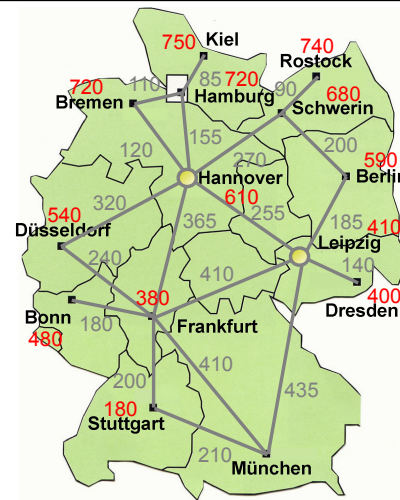 Kiel
750
740
Rostock
720
110
85
720
90
680
Bremen
Hamburg
Schwerin
155
200
120
270
590
Hannover
Berlin
610
320
540
365
255
185
410
Düsseldorf
Leipzig
240
410
140
380
400
Bonn
180
Frankfurt
Dresden
480
410
200
435
180
Stuttgart
210
München